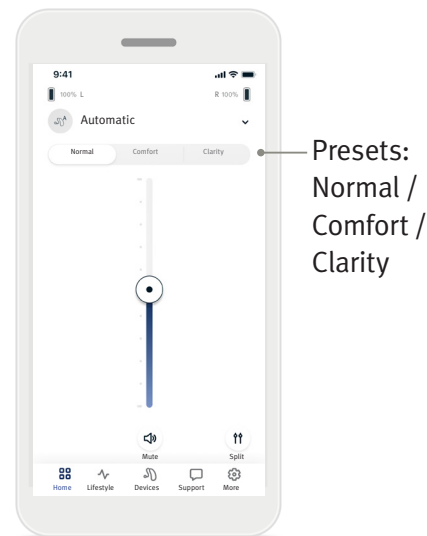 9:41
100% L
R 100%
Automatic
Normal Comfort Clarity
Presets:
Normal /
Comfort /
Clarity
Mute Split
Home Lifestyle Devices Support More